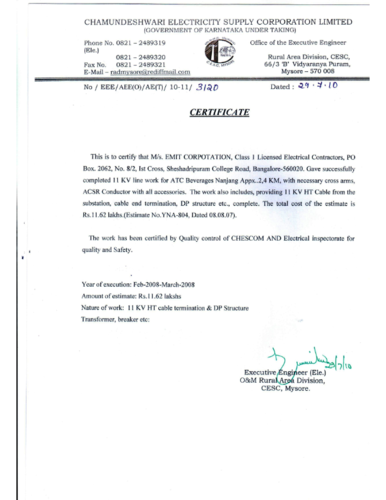 CHAMUNDESHWARI ELECTRICITY SUPPLY CORPORATION LIMITED
(GOVERNMENT OF KARNATAKA UNDER TAKING)
Phone No. 0821 – 2489319
(Ele.)
0821 – 2489320
Fax No. 0821 – 2489321
E-Mail – radmysore@rediffmail.com
Office of the Executive Engineer
Rural Area Division, CESC,
66/3 'B' Vidyaranya Puram,
Mysore – 570 008
No / EEE/AEE(O)/AE(T)/ 10-11/ 3120 Dated : 29-7-10
CERTIFICATE
This is to certify that M/s. EMIT CORPOTATION, Class 1 Licensed Electrical Contractors, PO
Box. 2062, No. 8/2, Ist Cross, Sheshadripuram College Road, Bangalore-560020. Gave successfully
completed 11 KV line work for ATC Beverages Nanjang Appx..2,4 KM, with necessary cross arms,
ACSR Conductor with all accessories. The work also includes, providing 11 KV HT Cable from the
substation, cable end termination, DP structure etc., complete. The total cost of the estimate is
Rs.11.62 lakhs.(Estimate No.YNA-804, Dated 08.08.07).
The work has been certified by Quality control of CHESCOM AND Electrical inspectorate for
quality and Safety.
Year of execution: Feb-2008-March-2008
Amount of estimate: Rs.11.62 lakshs
Nature of work: 11 KV HT cable termination & DP Structure
Transformer, breaker etc:
Executive Engineer (Ele.)
O&M Rural Area Division,
CESC, Mysore.